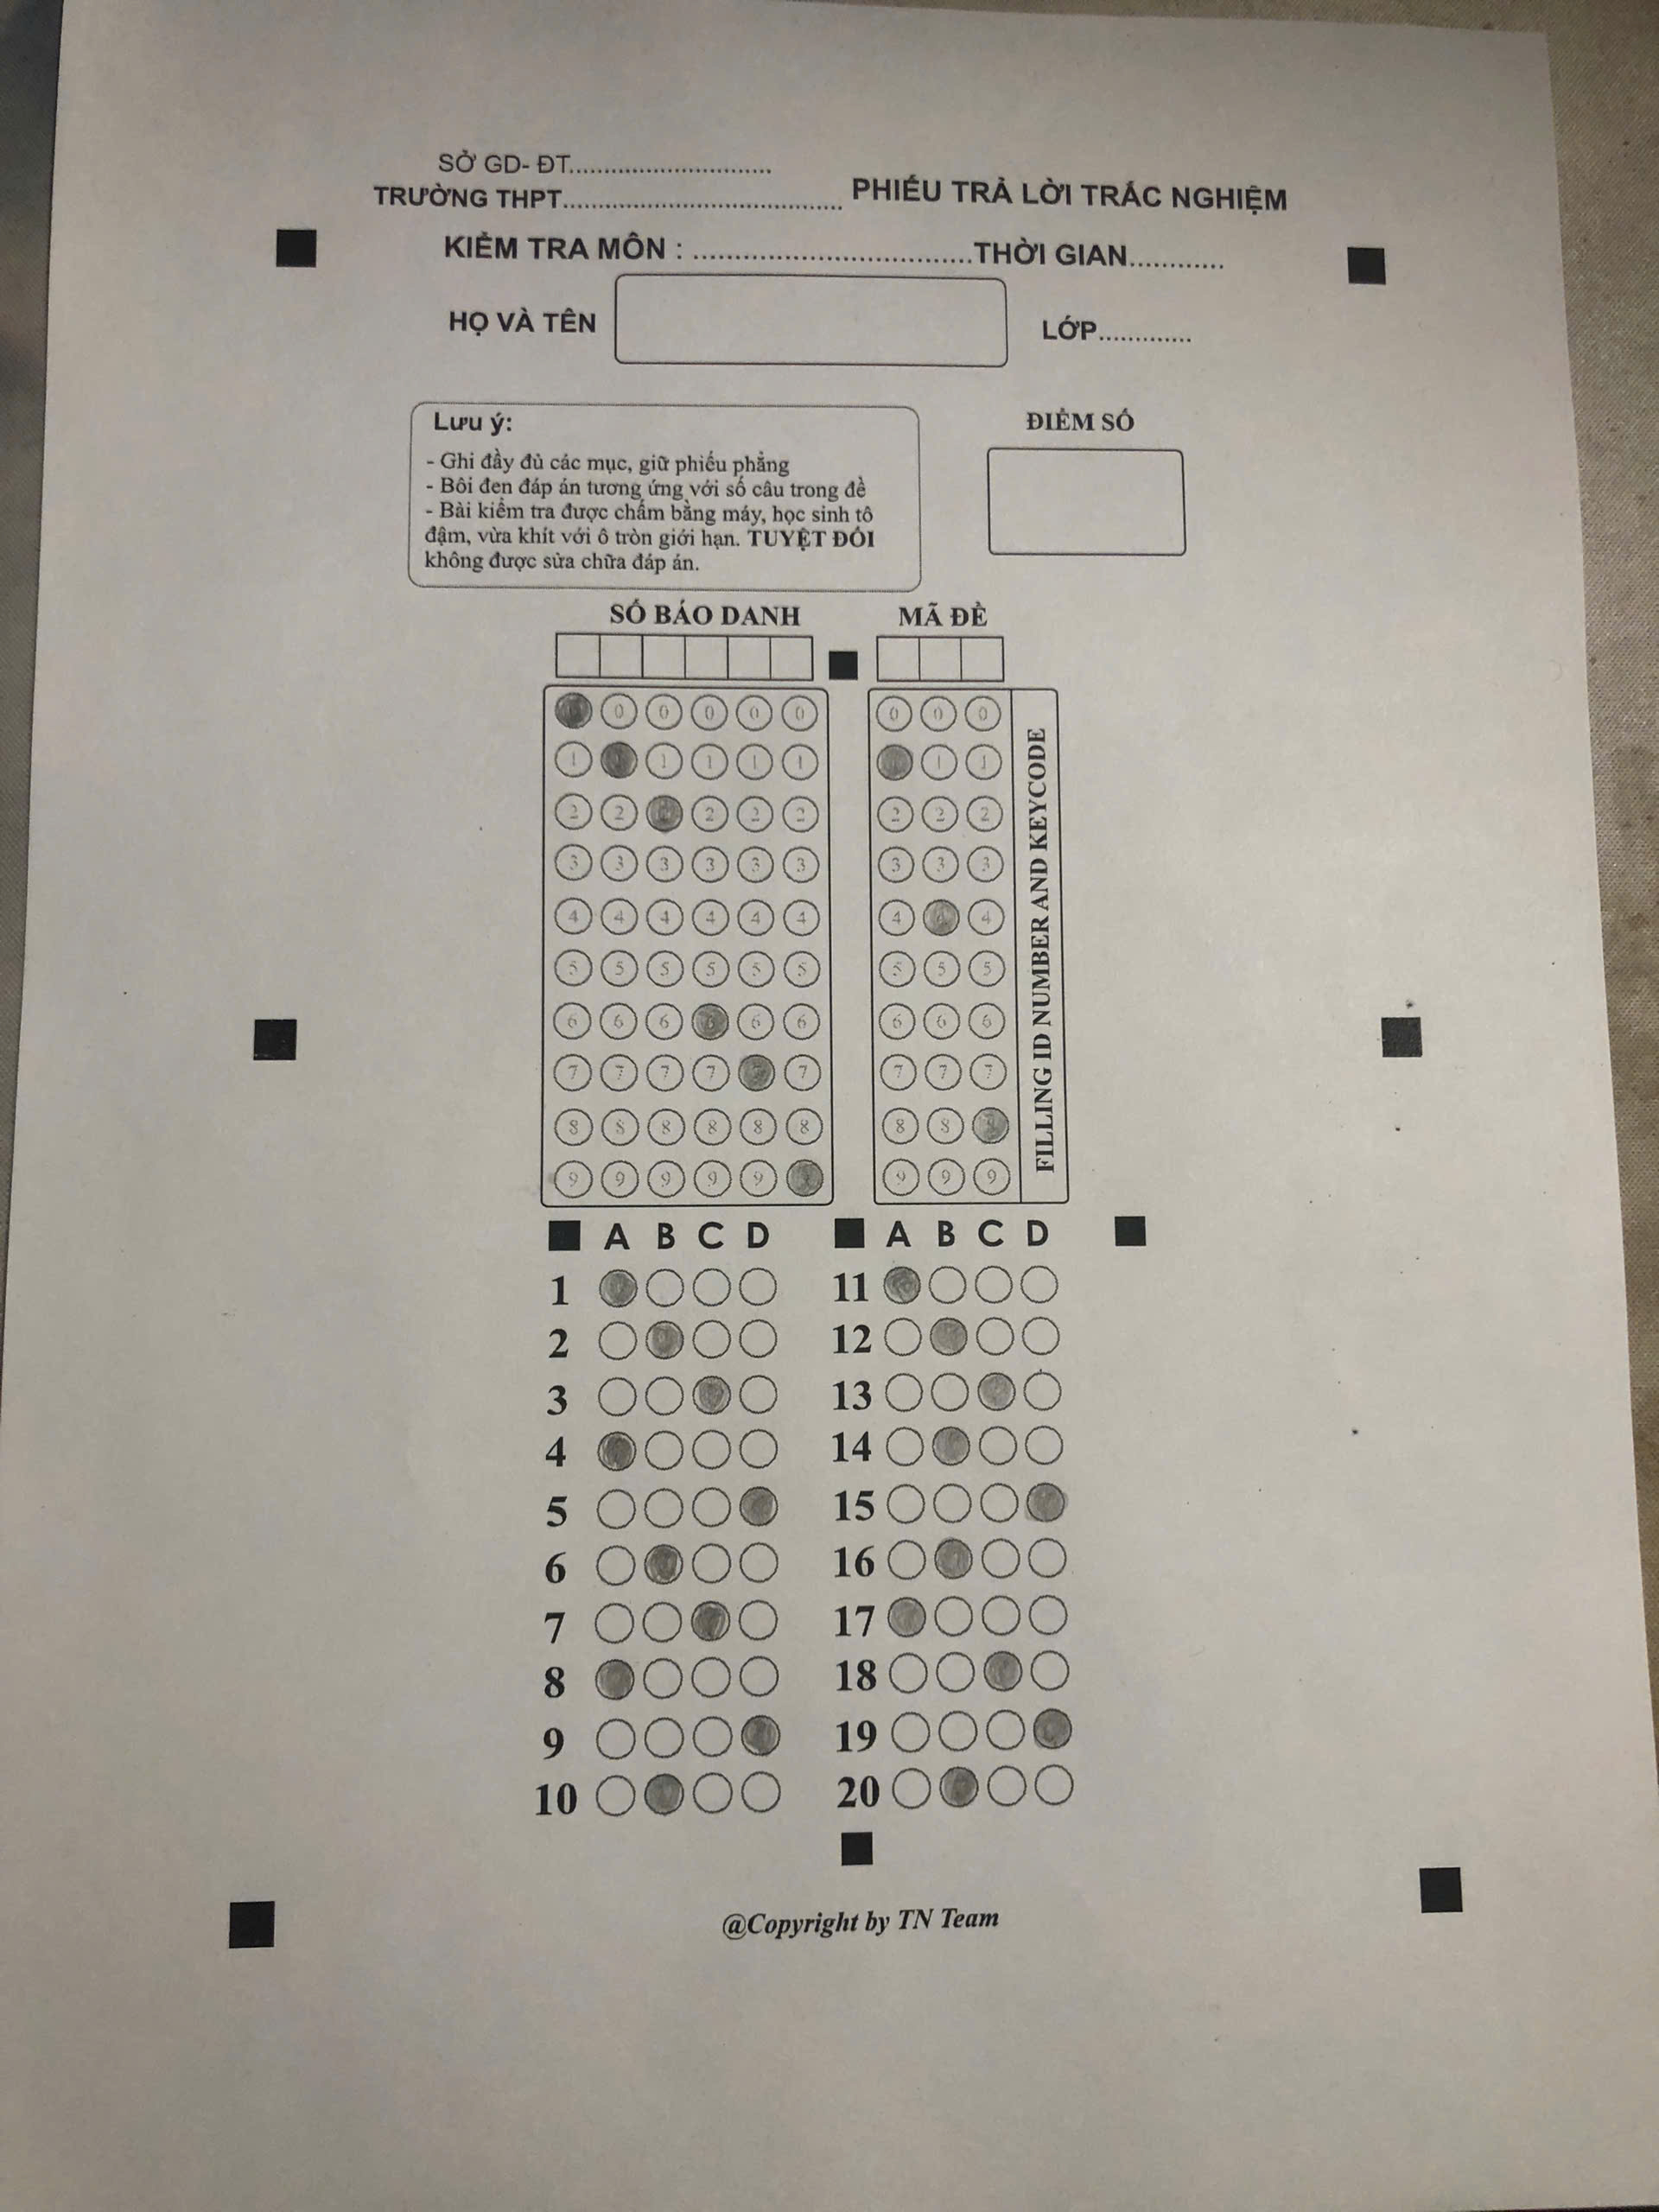 SỞ GD- ĐT.............................
TRƯỜNG THPT........................................ PHIẾU TRẢ LỜI TRẮC NGHIỆM
KIỂM TRA MÔN : ..................................THỜI GIAN............
HỌ VÀ TÊN LỚP.............
Lưu ý:
- Ghi đầy đủ các mục, giữ phiếu phẳng
- Bôi đen đáp án tương ứng với số câu trong đề
- Bài kiểm tra được chấm bằng máy, học sinh tô
đậm, vừa khít với ô tròn giới hạn. TUYỆT ĐỐI
không được sửa chữa đáp án.
ĐIỂM SỐ
SỐ BÁO DANH MÃ ĐỀ
0 0 0 0 0 0 0 0
1 1 1 1 1 1 1
2 2 2 2 2 2 2 2
3 3 3 3 3 3 3 3 3
4 4 4 4 4 4 4 4
5 5 5 5 5 5 5 5 5
6 6 6 6 6 6 6 6
7 7 7 7 7 7 7 7
8 8 8 8 8 8 8 8
9 9 9 9 9 9 9 9
FILLING ID NUMBER AND KEYCODE
A B C D A B C D
1 11
2 12
3 13
4 14
5 15
6 16
7 17
8 18
9 19
10 20
@Copyright by TN Team